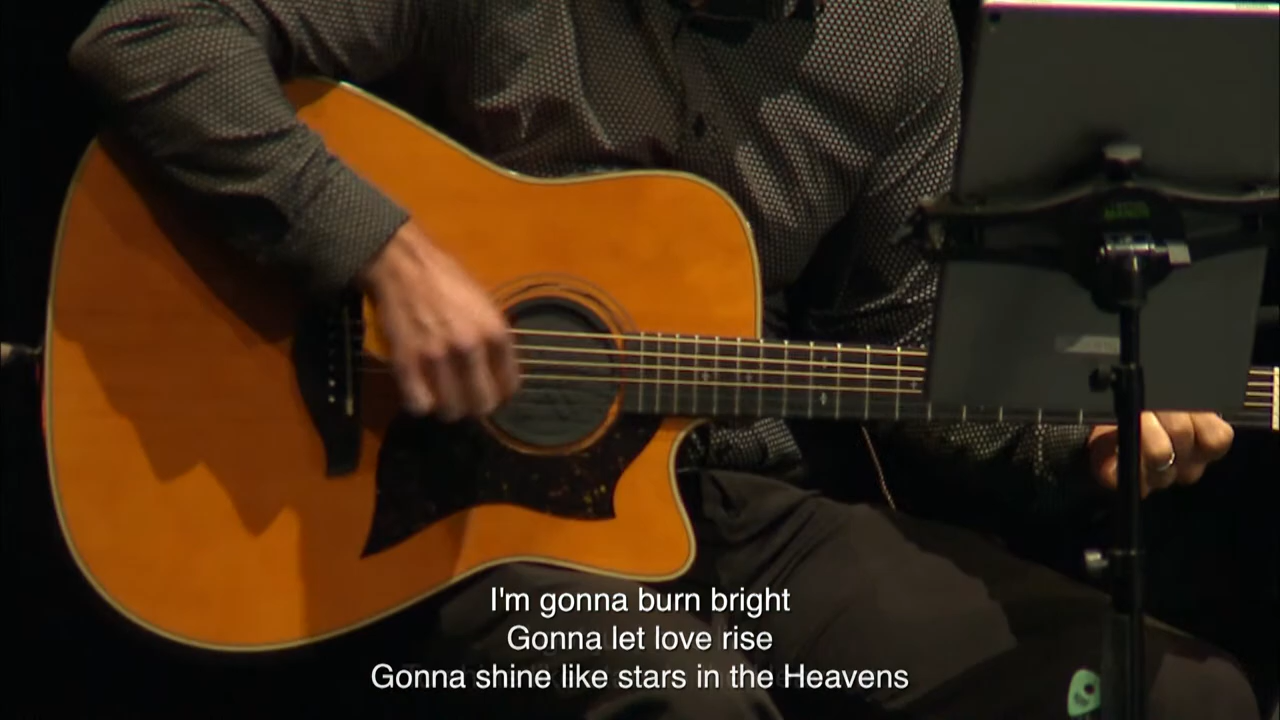 I'm gonna burn bright
Gonna let love rise
Gonna shine like stars in the Heavens